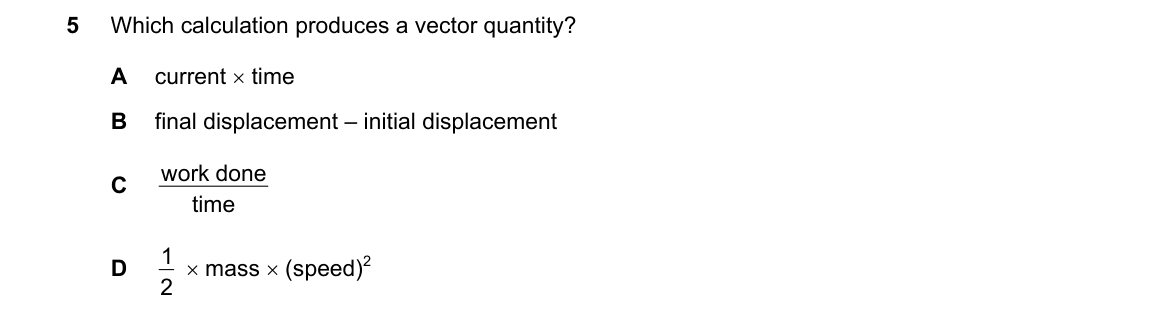 5 Which calculation produces a vector quantity?
A current × time
B final displacement – initial displacement
C work done
time
D 1/2 × mass × (speed)²